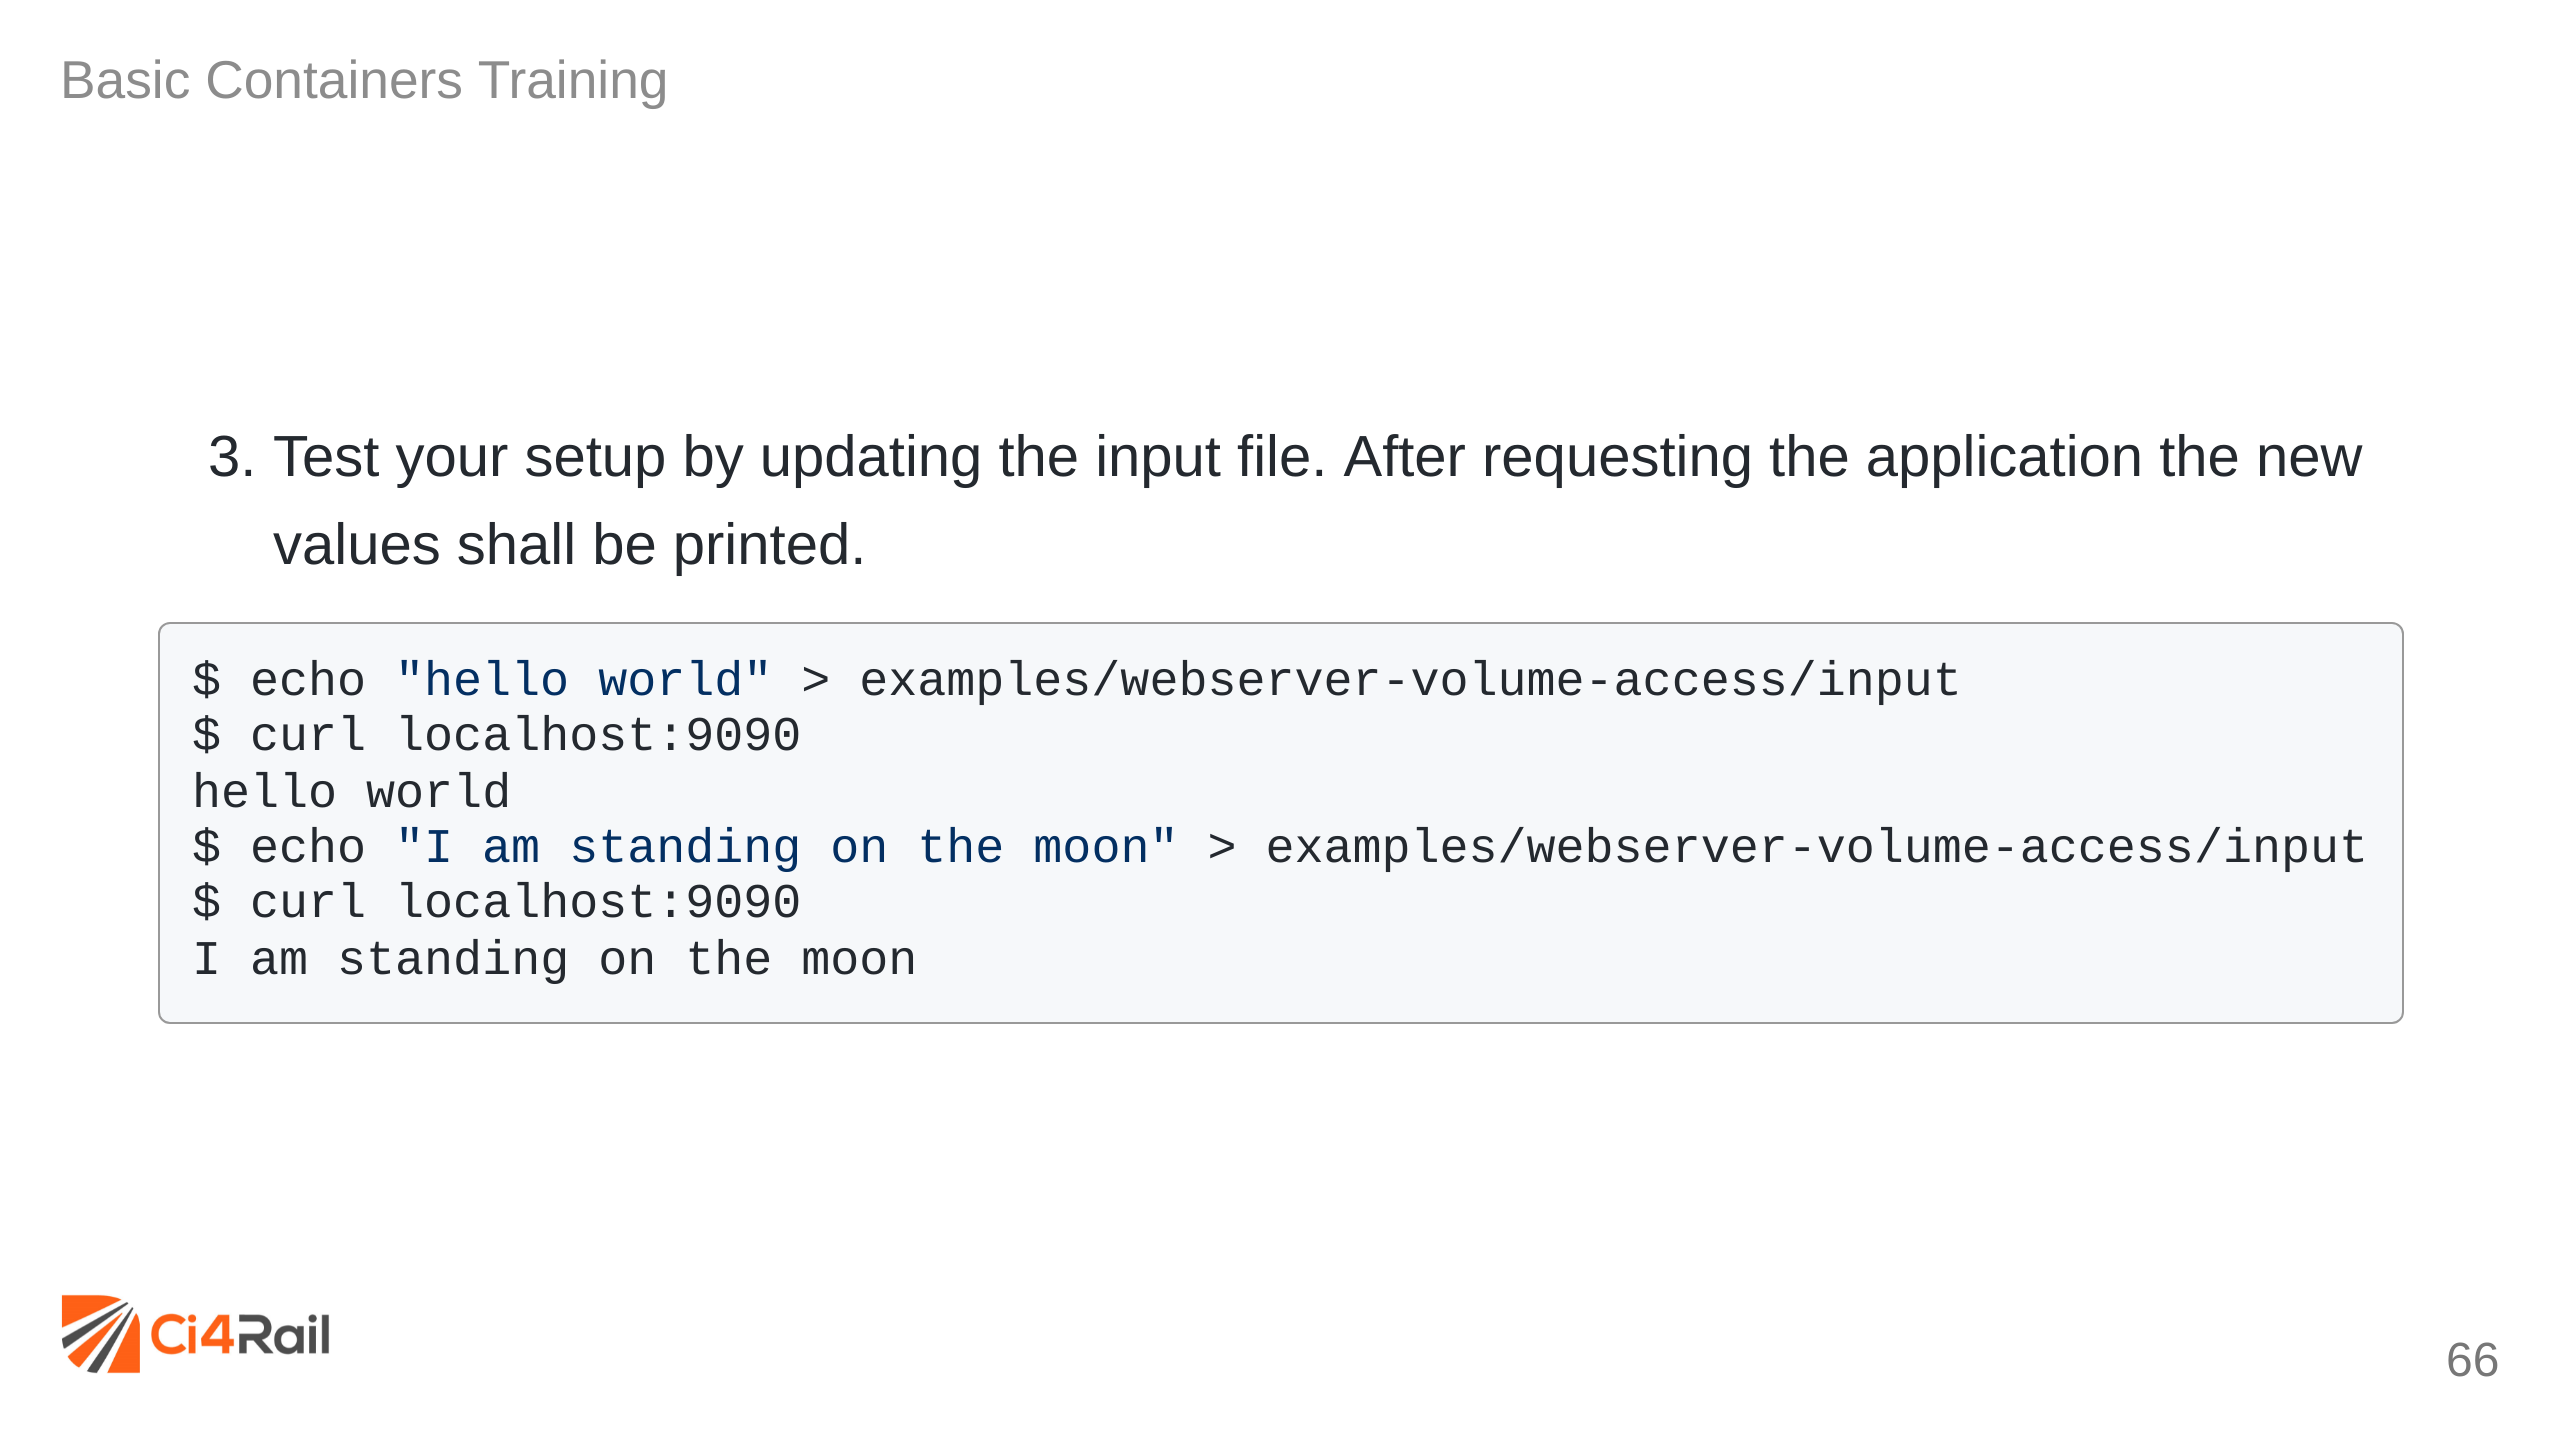 Basic Containers Training
3. Test your setup by updating the input file. After requesting the application the new
values shall be printed.
$ echo "hello world" > examples/webserver-volume-access/input
$ curl localhost:9090
hello world
$ echo "I am standing on the moon" > examples/webserver-volume-access/input
$ curl localhost:9090
I am standing on the moon
Ci4Rail
66